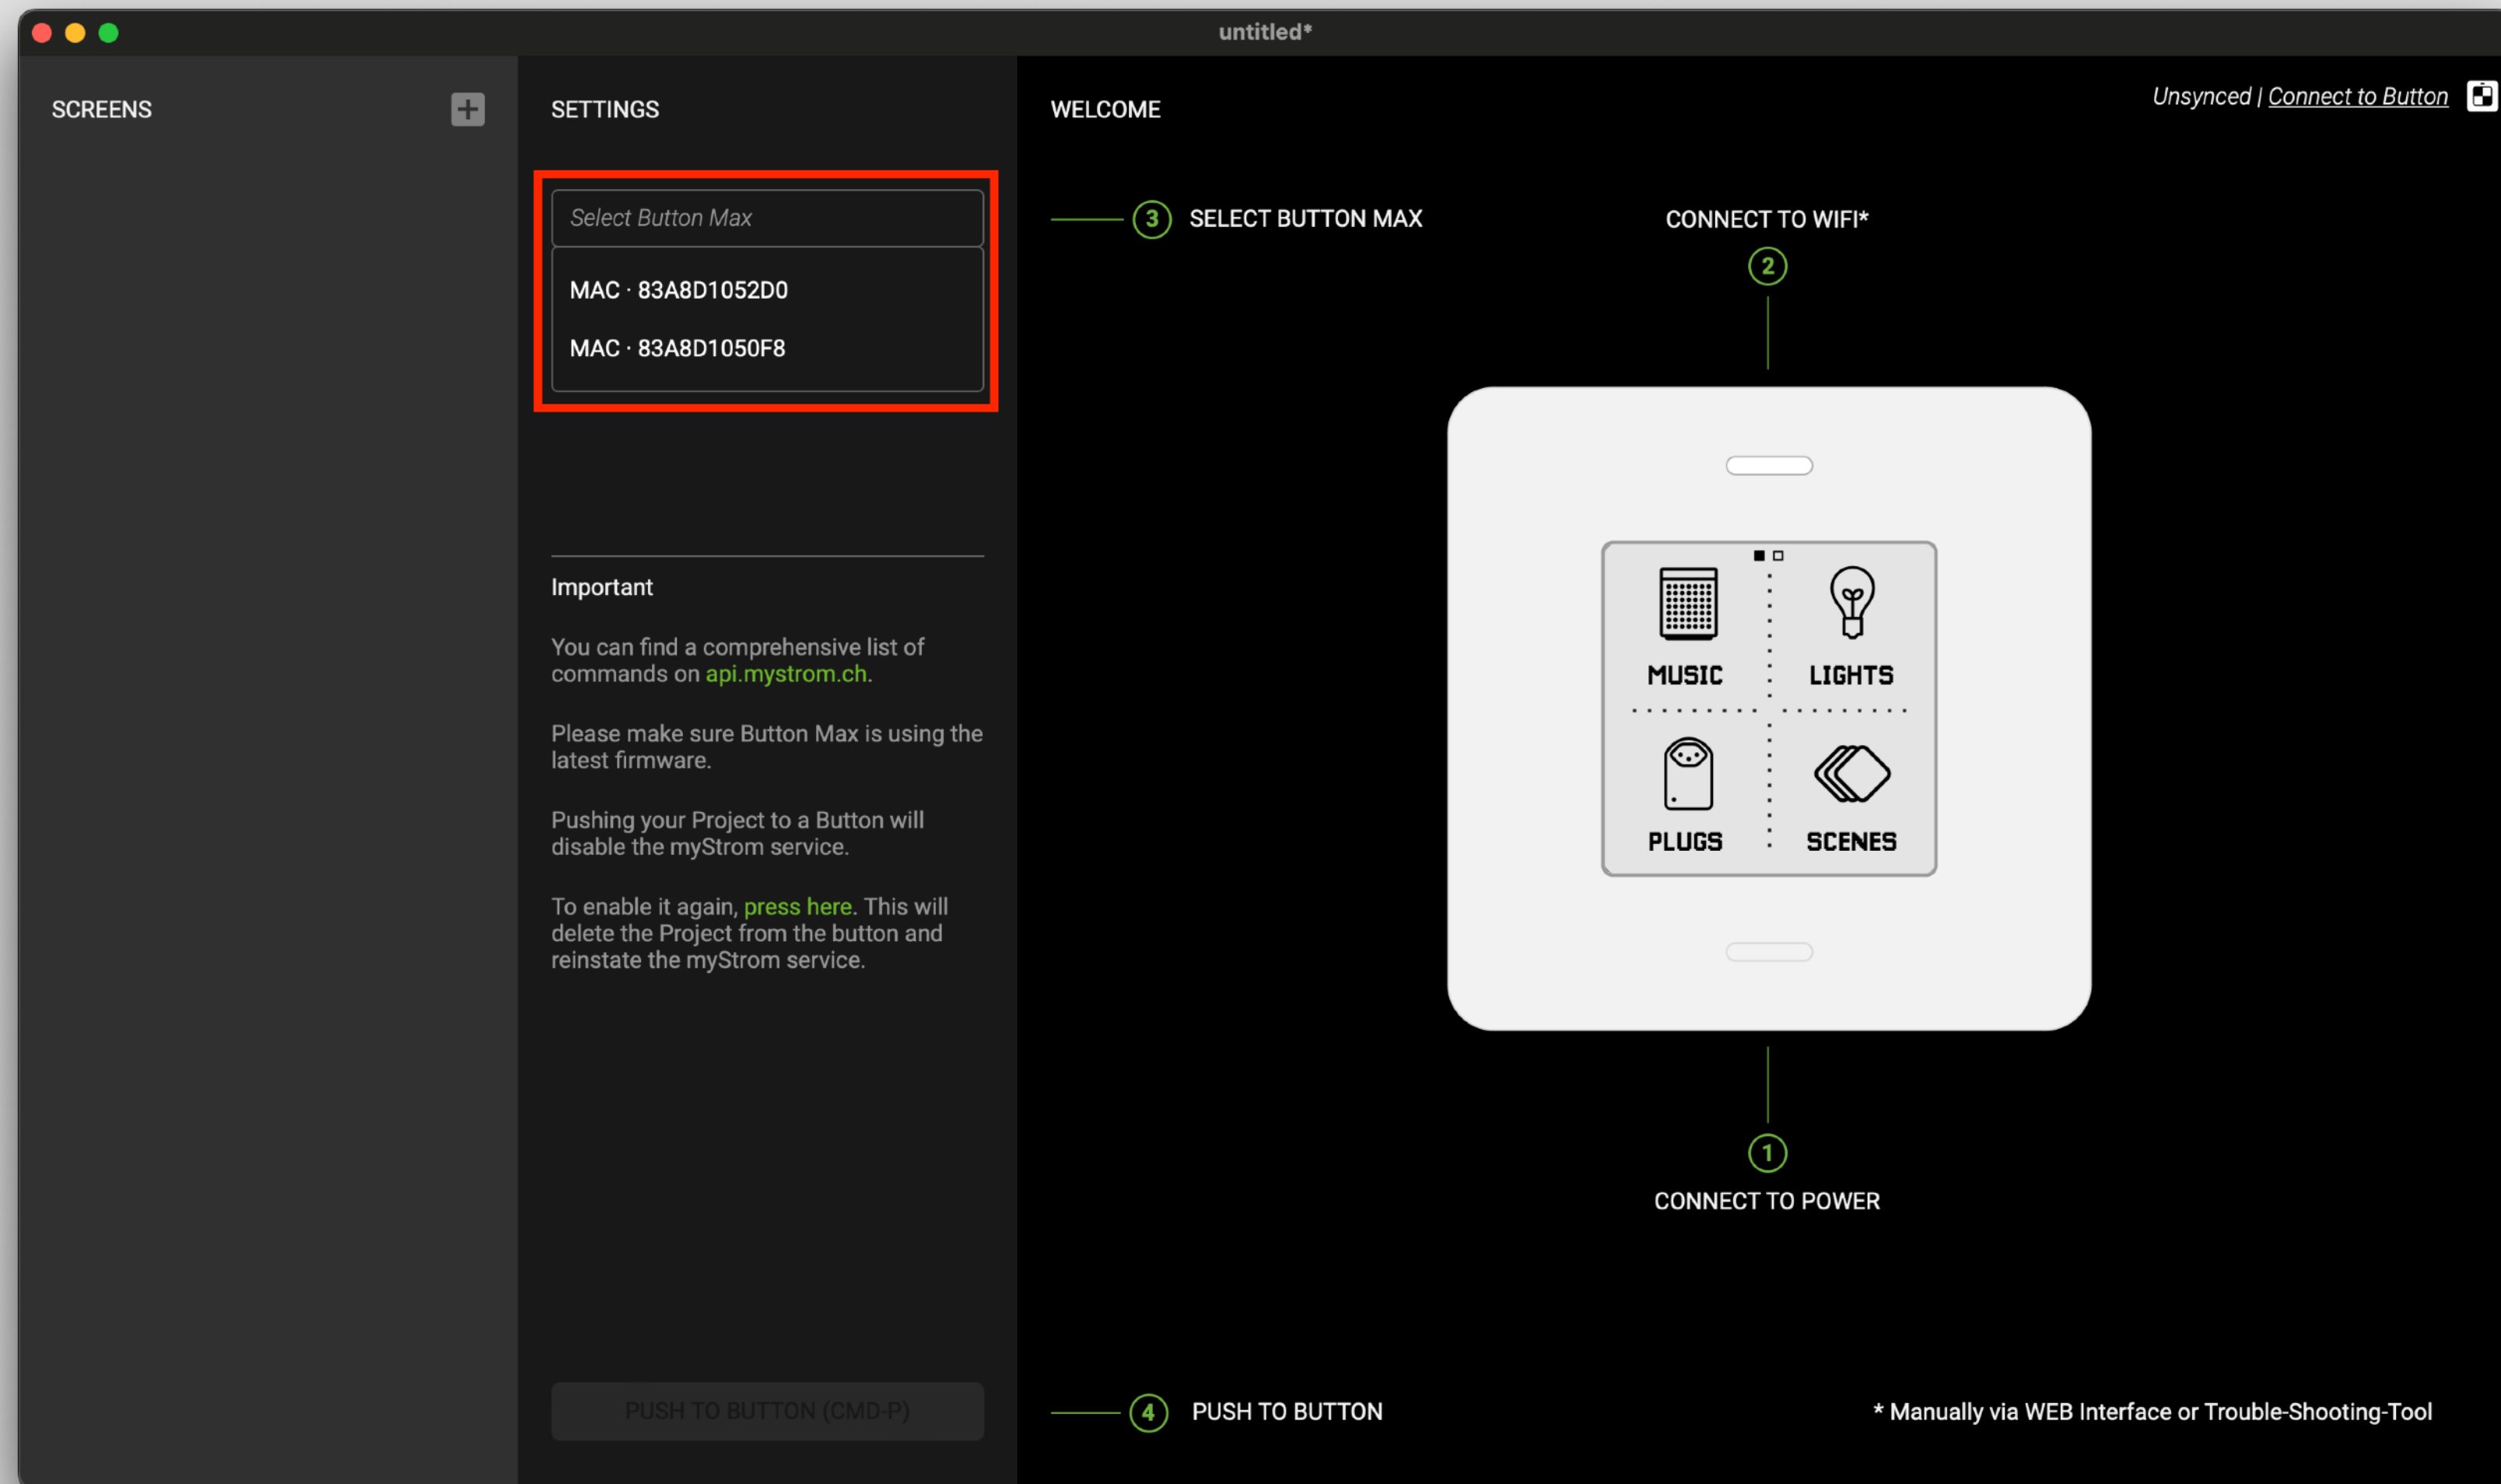 untitled*
SCREENS
SETTINGS
Select Button Max
MAC · 83A8D1052D0
MAC · 83A8D1050F8
Important
You can find a comprehensive list of
commands on api.mystrom.ch.
Please make sure Button Max is using the
latest firmware.
Pushing your Project to a Button will
disable the myStrom service.
To enable it again, press here. This will
delete the Project from the button and
reinstate the myStrom service.
PUSH TO BUTTON (CMD-P)
WELCOME
Unsynced | Connect to Button
3 SELECT BUTTON MAX
CONNECT TO WIFI*
2
MUSIC
LIGHTS
PLUGS
SCENES
1
CONNECT TO POWER
4 PUSH TO BUTTON
* Manually via WEB Interface or Trouble-Shooting-Tool